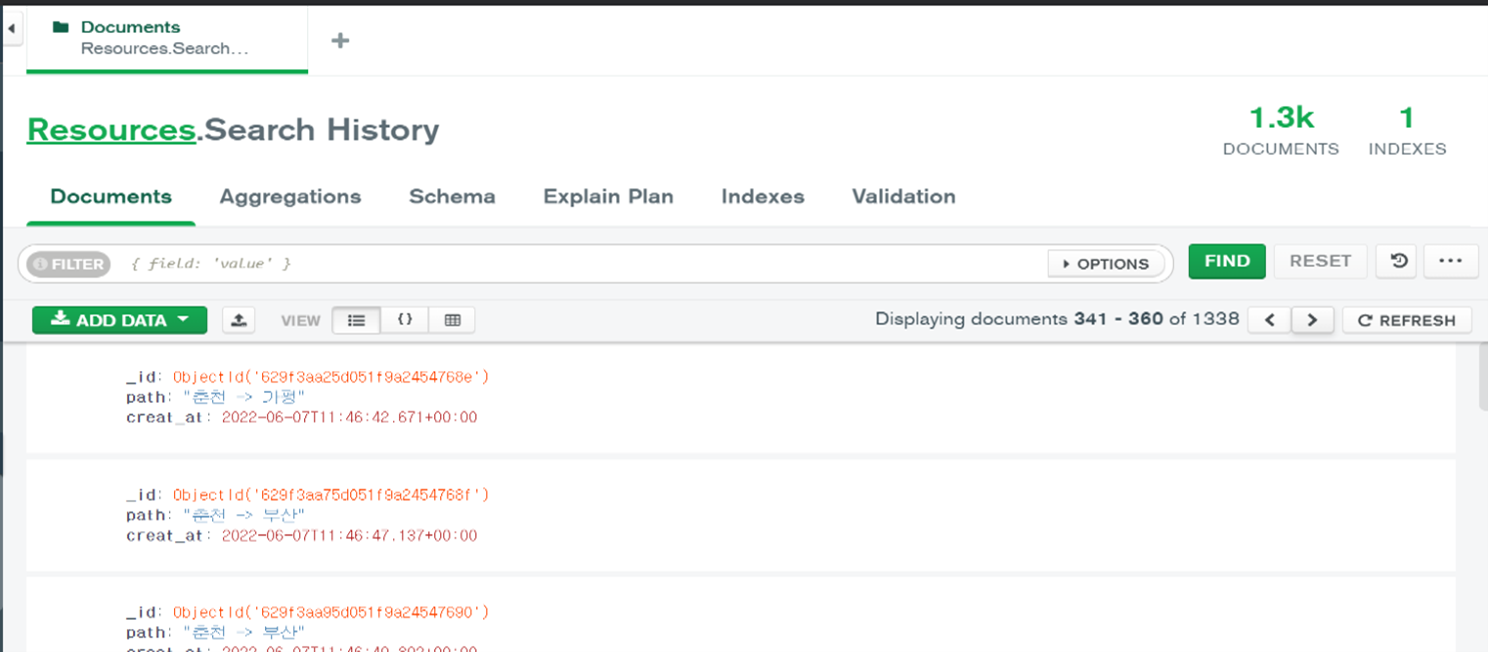 Documents
Resources.Search...
Resources.Search History
1.3k
DOCUMENTS
1
INDEXES
Documents Aggregations Schema Explain Plan Indexes Validation
FILTER { field: 'value' } OPTIONS FIND RESET ...
ADD DATA VIEW {} Displaying documents 341 - 360 of 1338 < > REFRESH
_id: ObjectId('629f3aa25d051f9a2454768e')
path: "춘천 -> 가평"
creat_at: 2022-06-07T11:46:42.671+00:00
_id: ObjectId('629f3aa75d051f9a2454768f')
path: "춘천 -> 부산"
creat_at: 2022-06-07T11:46:47.137+00:00
_id: ObjectId('629f3aa95d051f9a24547690')
path: "춘천 -> 부산"